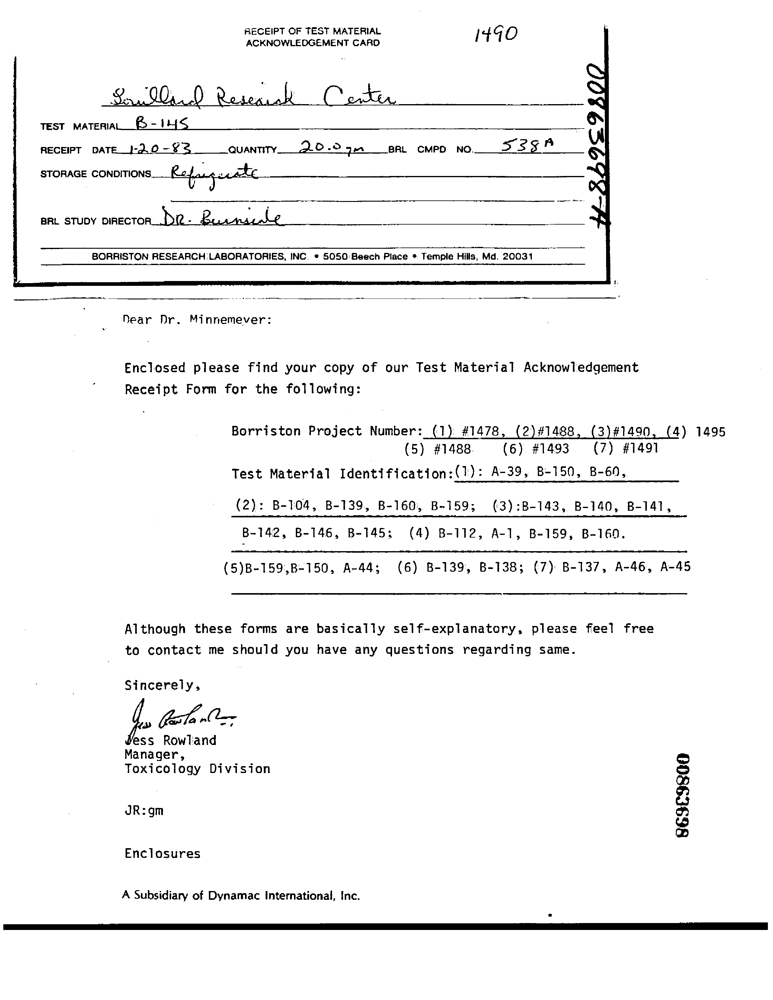 RECEIPT OF TEST MATERIAL
ACKNOWLEDGEMENT CARD
1490
Lorillard Research Center
TEST MATERIAL B-145
RECEIPT DATE 1-20-83 QUANTITY 20.0 gm BRL CMPD NO. 538A
STORAGE CONDITIONS Refrigerate
BRL STUDY DIRECTOR DR. Burnside
BORRISTON RESEARCH LABORATORIES, INC. • 5050 Beech Place • Temple Hills, Md. 20031
00863698-A
Dear Dr. Minnemeyer:
Enclosed please find your copy of our Test Material Acknowledgement
Receipt Form for the following:
Borriston Project Number: (1) #1478, (2)#1488, (3)#1490, (4) 1495
(5) #1488 (6) #1493 (7) #1491
Test Material Identification:(1): A-39, B-150, B-60,
(2): B-104, B-139, B-160, B-159; (3):B-143, B-140, B-141,
B-142, B-146, B-145; (4) B-112, A-1, B-159, B-160.
(5)B-159,B-150, A-44; (6) B-139, B-138; (7) B-137, A-46, A-45
Although these forms are basically self-explanatory, please feel free
to contact me should you have any questions regarding same.
Sincerely,
Jess Rowland
Jess Rowland
Manager,
Toxicology Division
JR:gm
Enclosures
A Subsidiary of Dynamac International, Inc.
00863698